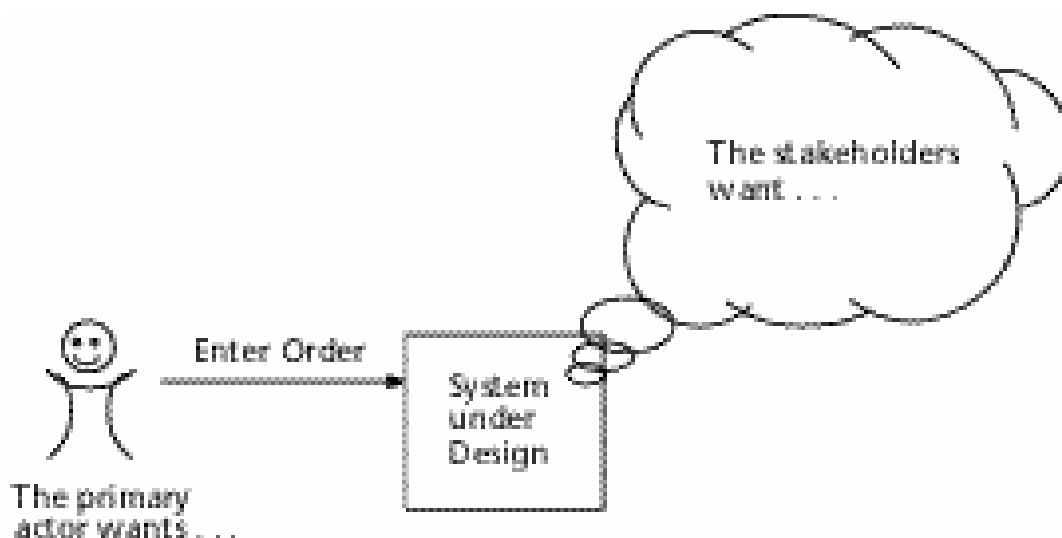 The stakeholders
want . . .
Enter Order
System
under
Design
The primary
actor wants . . .